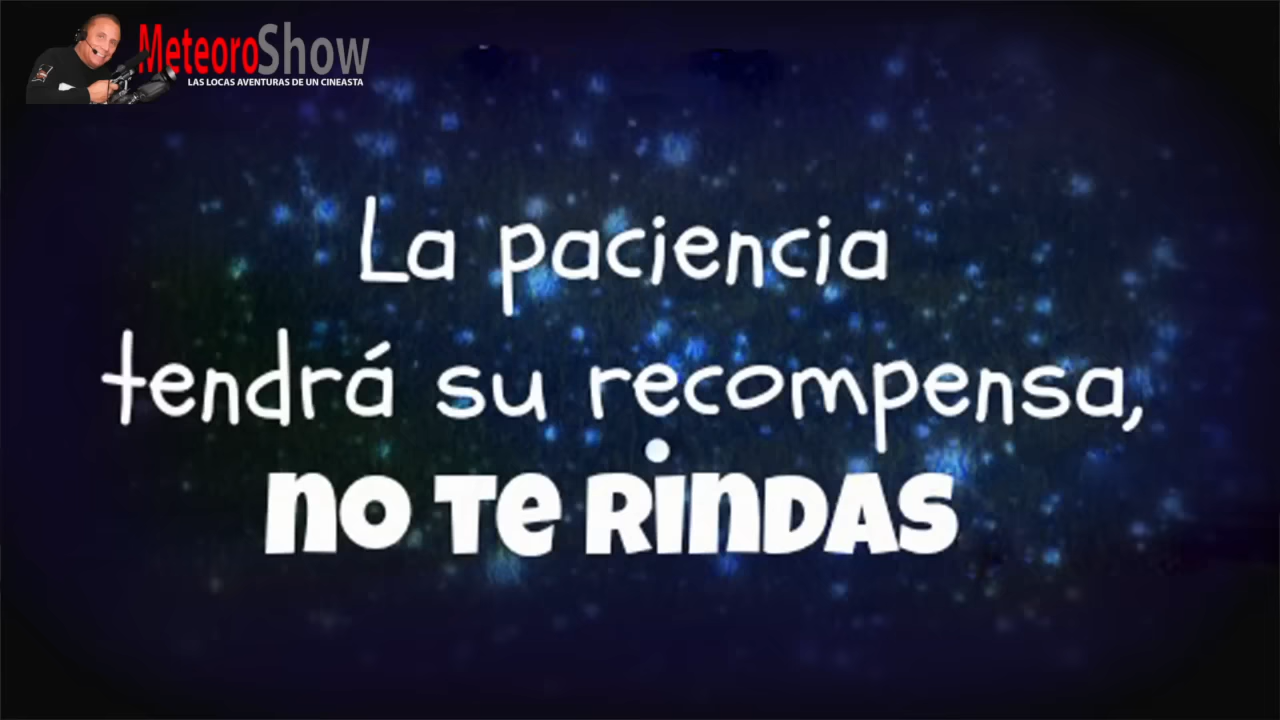 MeteoroShow
LAS LOCAS AVENTURAS DE UN CINEASTA
La paciencia
tendrá su recompensa,
no te Rindas